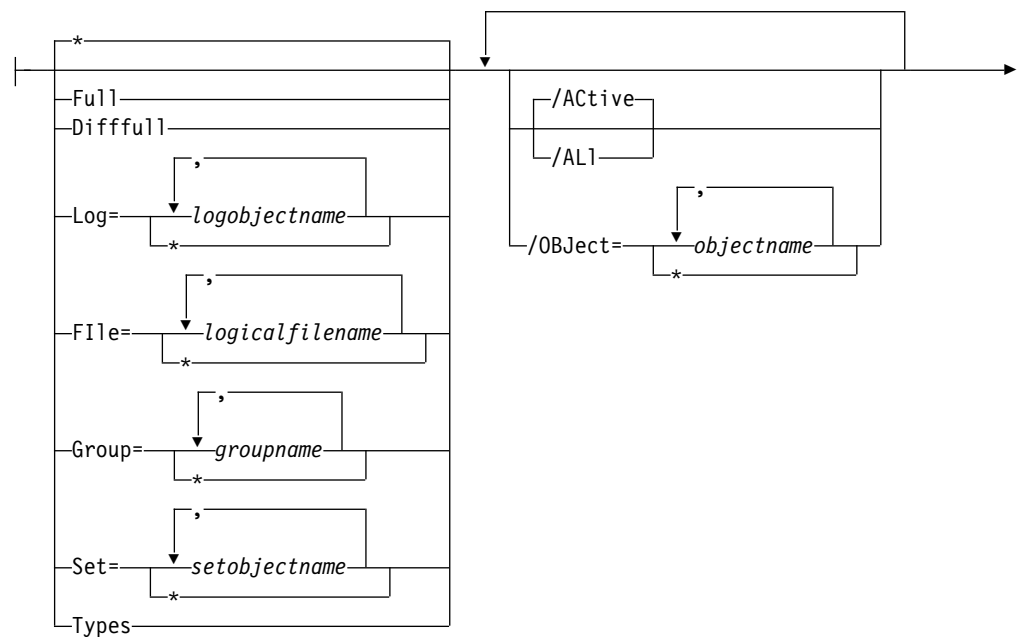 *
Full
Difffull
,
Log= logobjectname
*
FIle= logicalfilename
,
*
Group= groupname
,
*
Set= setobjectname
,
*
Types
/ACtive
/ALl
,
/OBJect= objectname
*